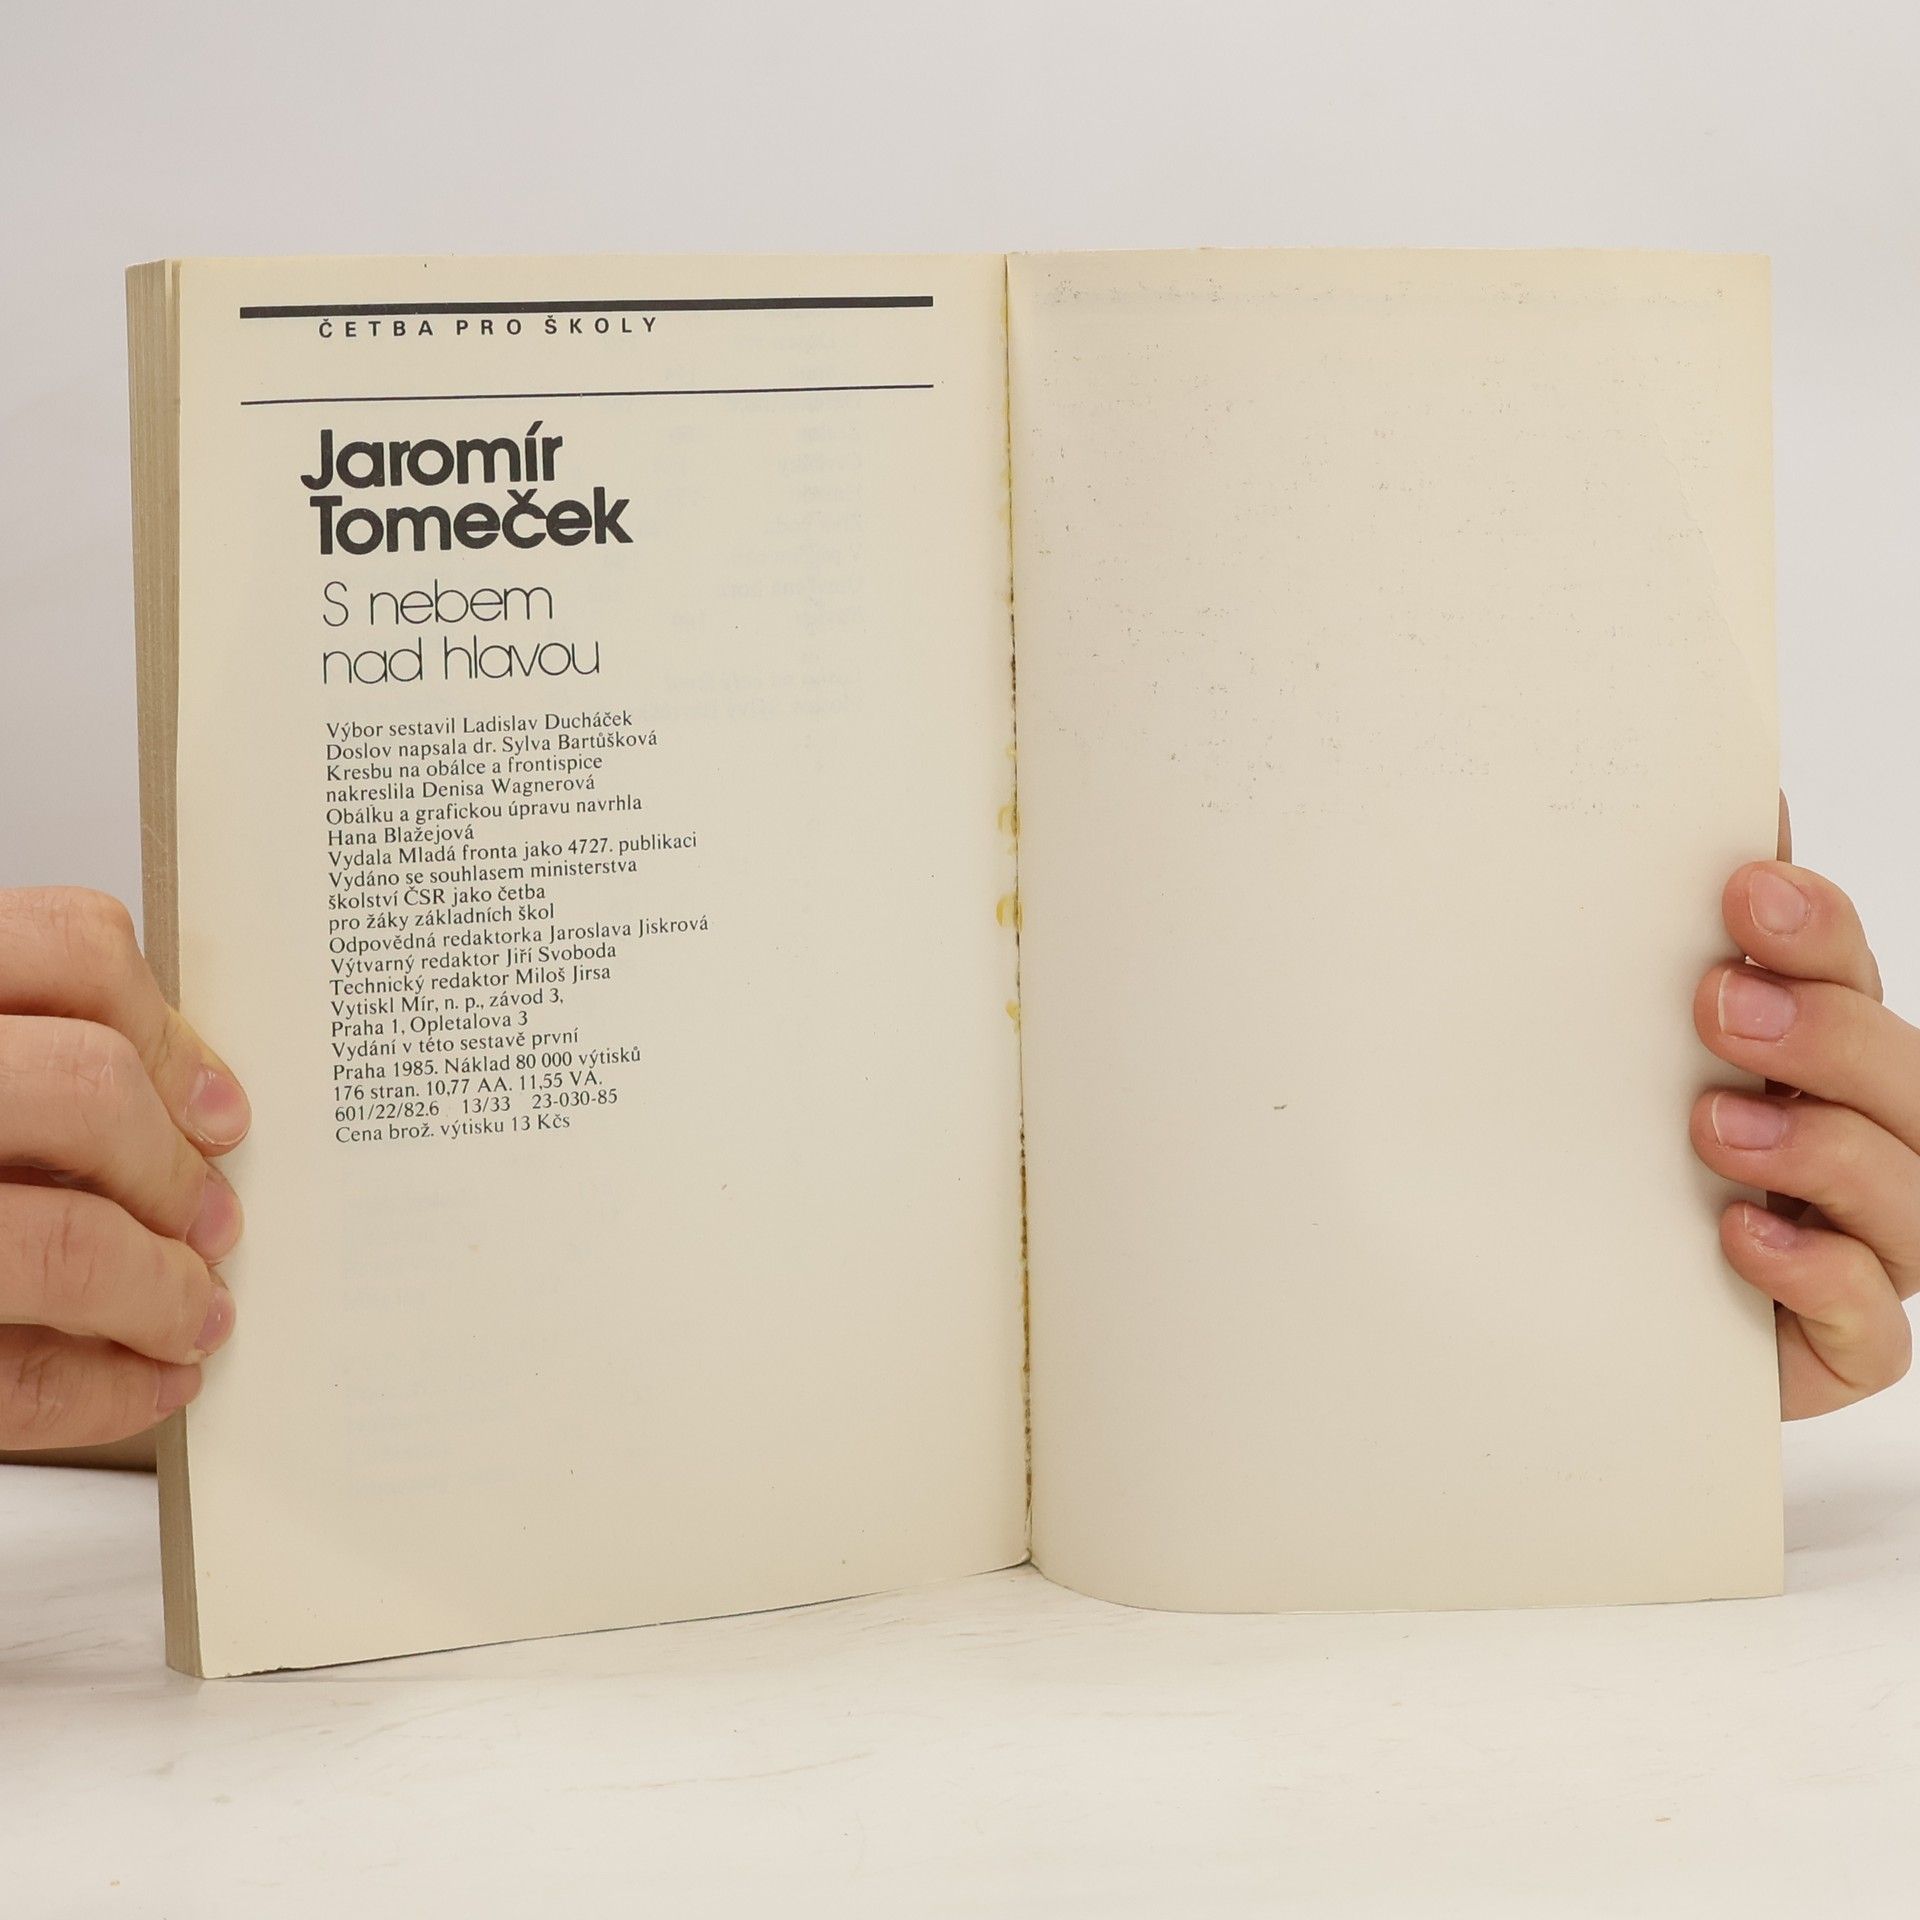 ČETBA PRO ŠKOLY
Jaromír
Tomeček
S nebem
nad hlavou
Výbor sestavil Ladislav Ducháček
Doslov napsala dr. Sylva Bartůšková
Kresbu na obálce a frontispice
nakreslila Denisa Wagnerová
Obálku a grafickou úpravu navrhla
Hana Blažejová
Vydala Mladá fronta jako 4727. publikaci
Vydáno se souhlasem ministerstva
školství ČSR jako četba
pro žáky základních škol
Odpovědná redaktorka Jaroslava Jiskrová
Výtvarný redaktor Jiří Svoboda
Technický redaktor Miloš Jirsa
Vytiskl Mír, n. p., závod 3,
Praha 1, Opletalova 3
Vydání v této sestavě první
Praha 1985. Náklad 80 000 výtisků
176 stran. 10,77 AA. 11,55 VA.
601/22/82.6 13/33 23-030-85
Cena brož. výtisku 13 Kčs